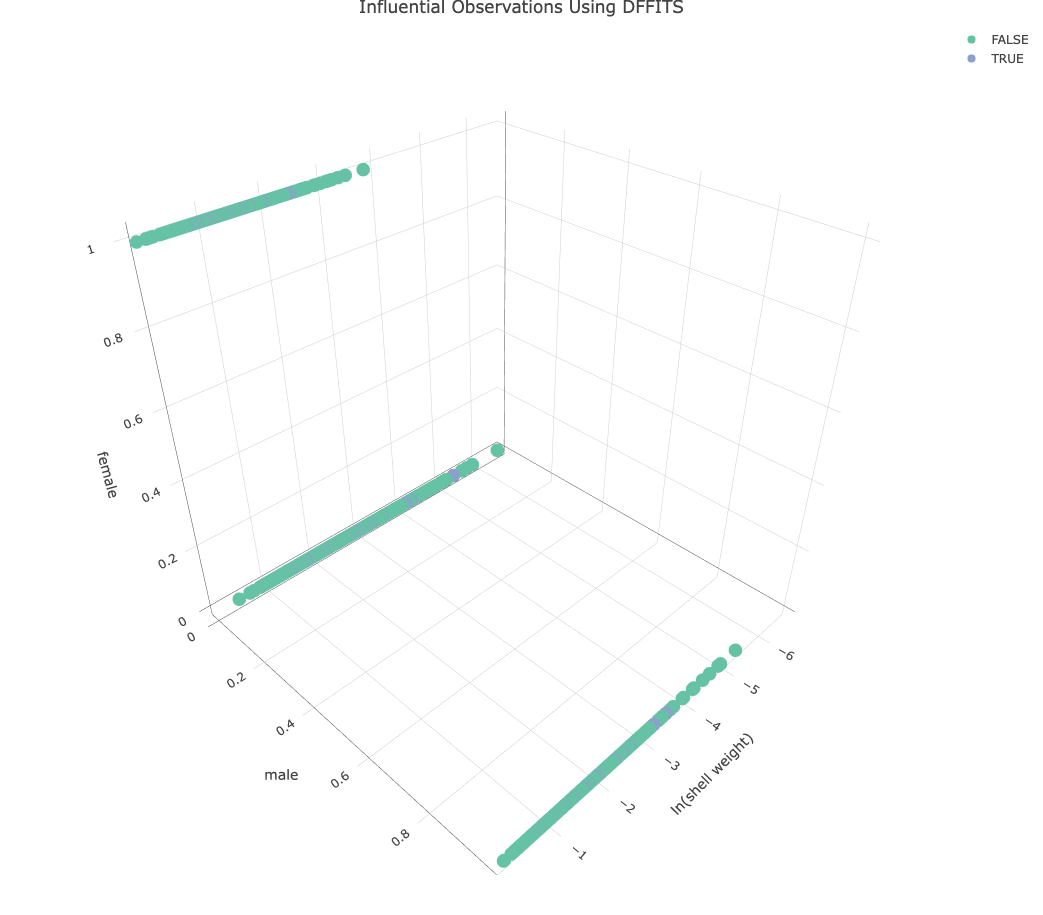 Influential Observations Using DFFITS
FALSE
TRUE
1
0.8
0.6
0.4
0.2
0
female
0
0.2
0.4
0.6
0.8
male
−6
−5
−4
−3
−2
−1
ln(shell weight)